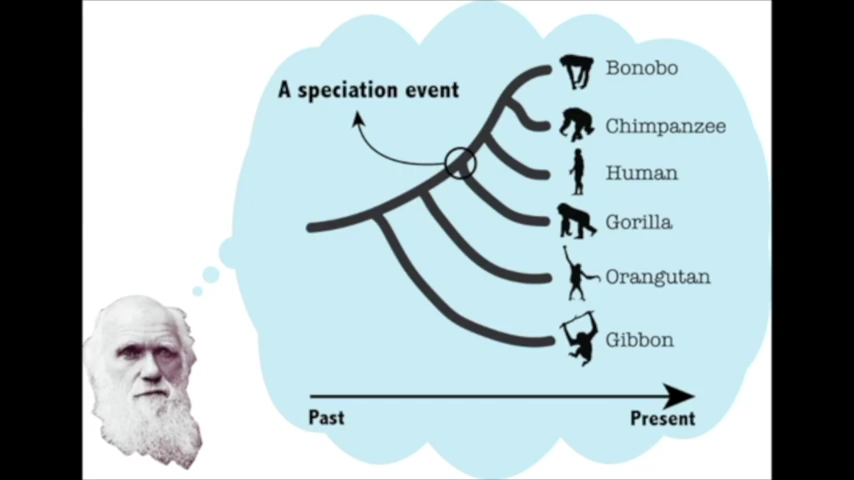 A speciation event
Bonobo
Chimpanzee
Human
Gorilla
Orangutan
Gibbon
Past
Present